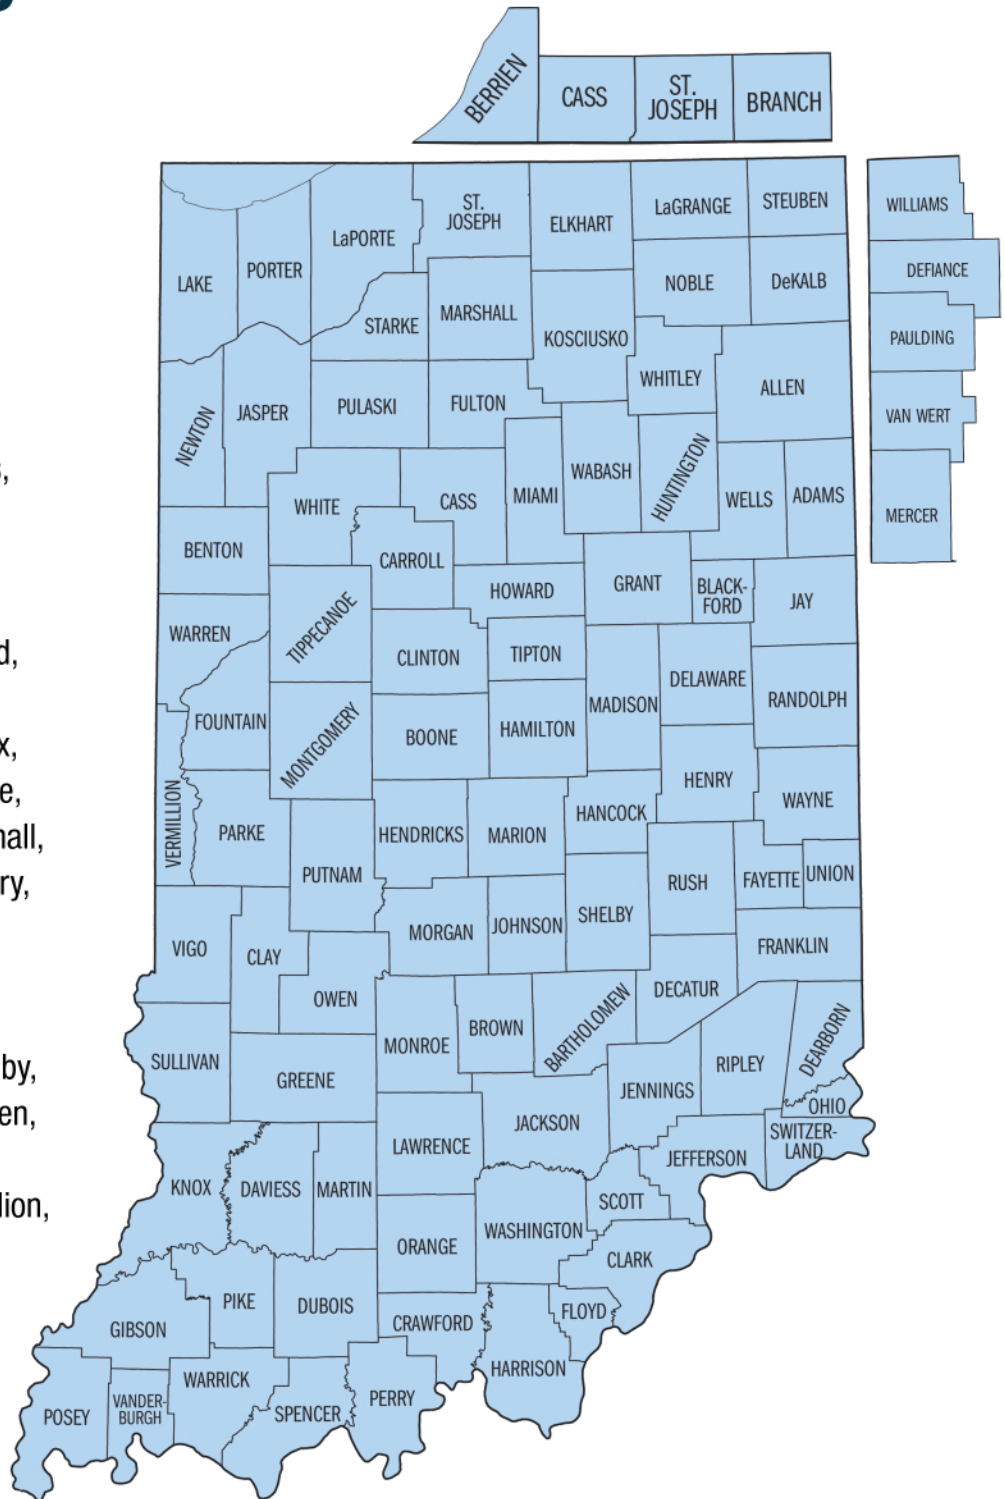 BERRIEN
CASS
ST.
JOSEPH
BRANCH
LAKE
PORTER
LaPORTE
ST.
JOSEPH
ELKHART
LaGRANGE
STEUBEN
WILLIAMS
STARKE
MARSHALL
KOSCIUSKO
NOBLE
DeKALB
DEFIANCE
PAULDING
NEWTON
JASPER
PULASKI
FULTON
WHITLEY
ALLEN
VAN WERT
WHITE
CASS
MIAMI
WABASH
HUNTINGTON
WELLS
ADAMS
MERCER
BENTON
CARROLL
HOWARD
GRANT
BLACK-
FORD
JAY
WARREN
TIPPECANOE
CLINTON
TIPTON
MADISON
DELAWARE
RANDOLPH
d,
FOUNTAIN
MONTGOMERY
BOONE
HAMILTON
HENRY
WAYNE
x,
e,
VERMILLION
PARKE
PUTNAM
HENDRICKS
MARION
HANCOCK
RUSH
FAYETTE
UNION
nall,
ry,
VIGO
CLAY
OWEN
MORGAN
JOHNSON
SHELBY
DECATUR
FRANKLIN
SULLIVAN
GREENE
MONROE
BROWN
BARTHOLOMEW
JENNINGS
RIPLEY
DEARBORN
OHIO
by,
en,
KNOX
DAVIESS
MARTIN
LAWRENCE
JACKSON
SCOTT
JEFFERSON
SWITZER-
LAND
lion,
GIBSON
PIKE
DUBOIS
ORANGE
WASHINGTON
CLARK
CRAWFORD
HARRISON
FLOYD
POSEY
VANDER-
BURGH
WARRICK
SPENCER
PERRY